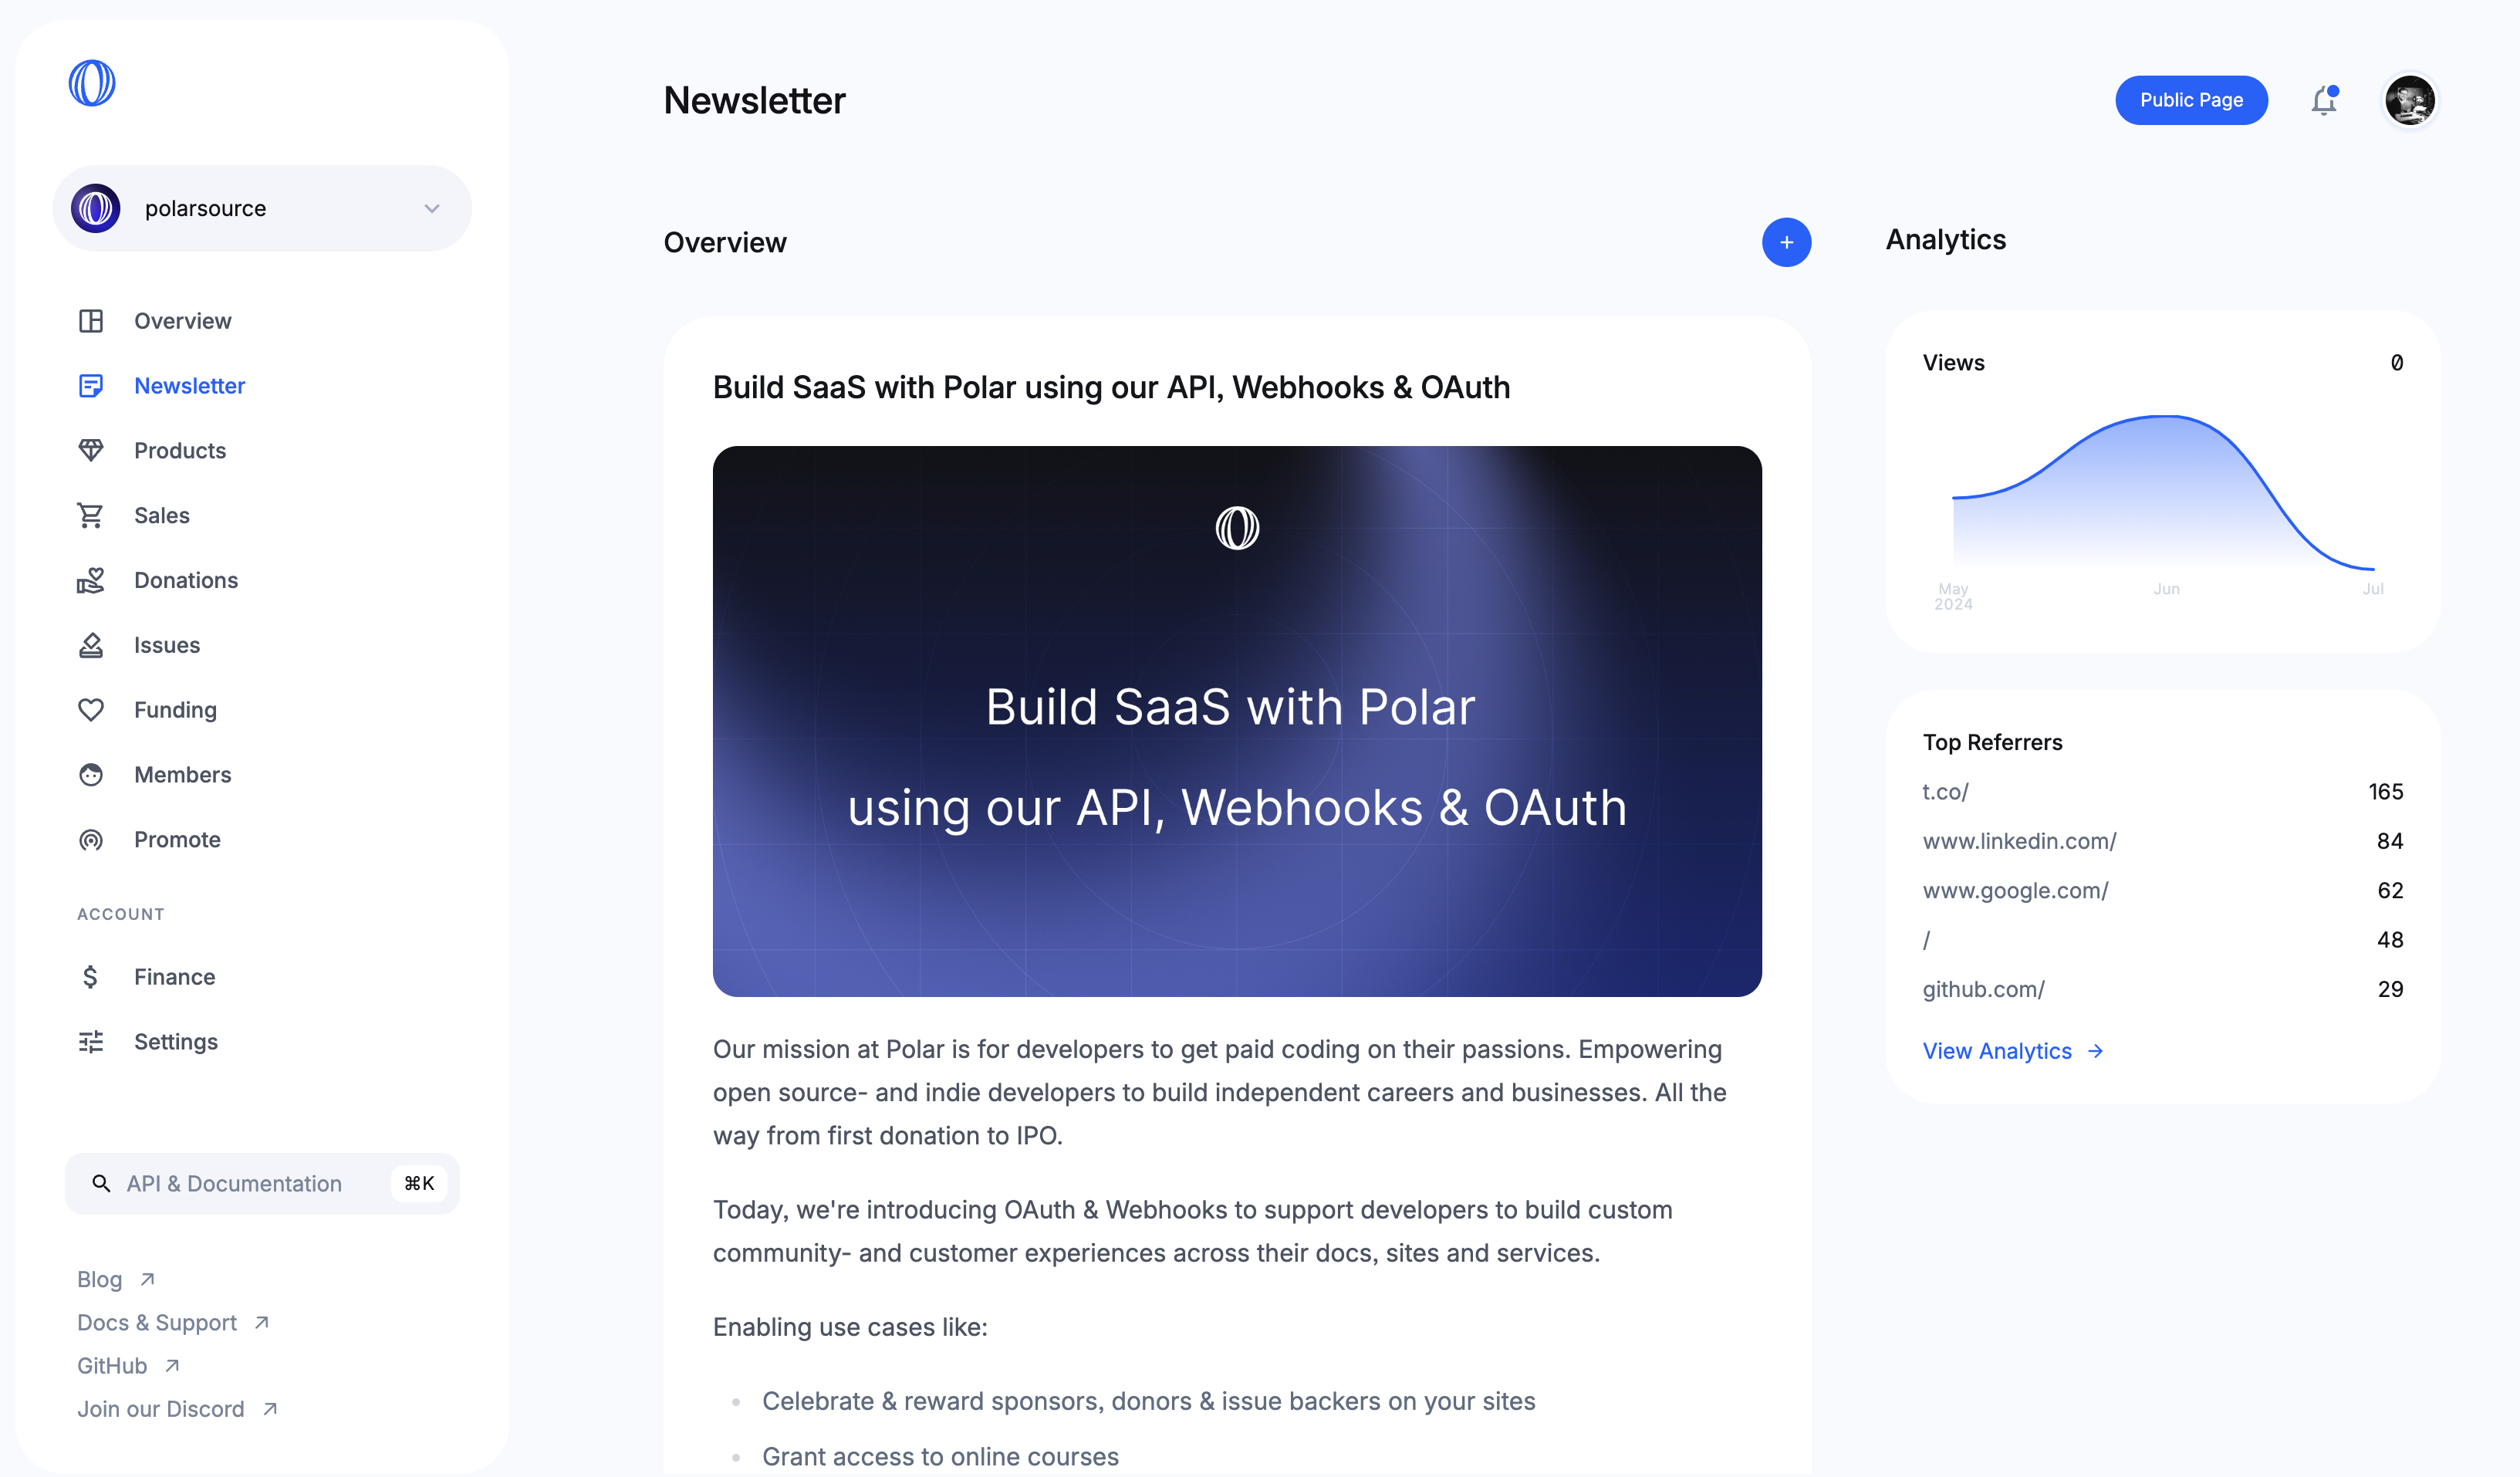 polarsource
Overview
Newsletter
Products
Sales
Donations
Issues
Funding
Members
Promote
ACCOUNT
Finance
Settings
API & Documentation ⌘K
Blog
Docs & Support
GitHub
Join our Discord
Newsletter
Public Page
Overview
+
Build SaaS with Polar using our API, Webhooks & OAuth
Build SaaS with Polar
using our API, Webhooks & OAuth
Our mission at Polar is for developers to get paid coding on their passions. Empowering
open source- and indie developers to build independent careers and businesses. All the
way from first donation to IPO.
Today, we're introducing OAuth & Webhooks to support developers to build custom
community- and customer experiences across their docs, sites and services.
Enabling use cases like:
Celebrate & reward sponsors, donors & issue backers on your sites
Grant access to online courses
Analytics
Views 0
May Jun Jul
2024
Top Referrers
t.co/ 165
www.linkedin.com/ 84
www.google.com/ 62
/ 48
github.com/ 29
View Analytics →